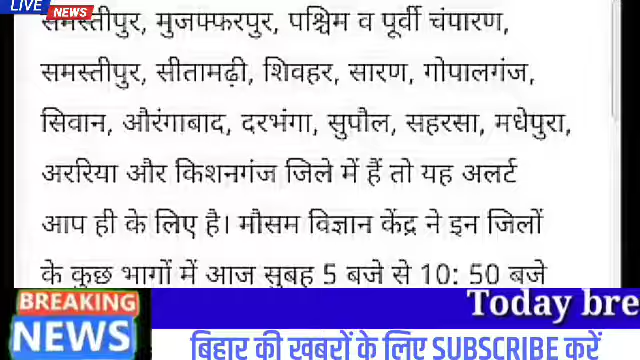 LIVE
NEWS
समस्तीपुर, मुजफ्फरपुर, पश्चिम व पूर्वी चंपारण,
समस्तीपुर, सीतामढ़ी, शिवहर, सारण, गोपालगंज,
सिवान, औरंगाबाद, दरभंगा, सुपौल, सहरसा, मधेपुरा,
अररिया और किशनगंज जिले में हैं तो यह अलर्ट
आप ही के लिए है। मौसम विज्ञान केंद्र ने इन जिलों
के कुछ भागों में आज सुबह 5 बजे से 10: 50 बजे
BREAKING
NEWS
Today bre
बिहार की खबरों के लिए SUBSCRIBE करें